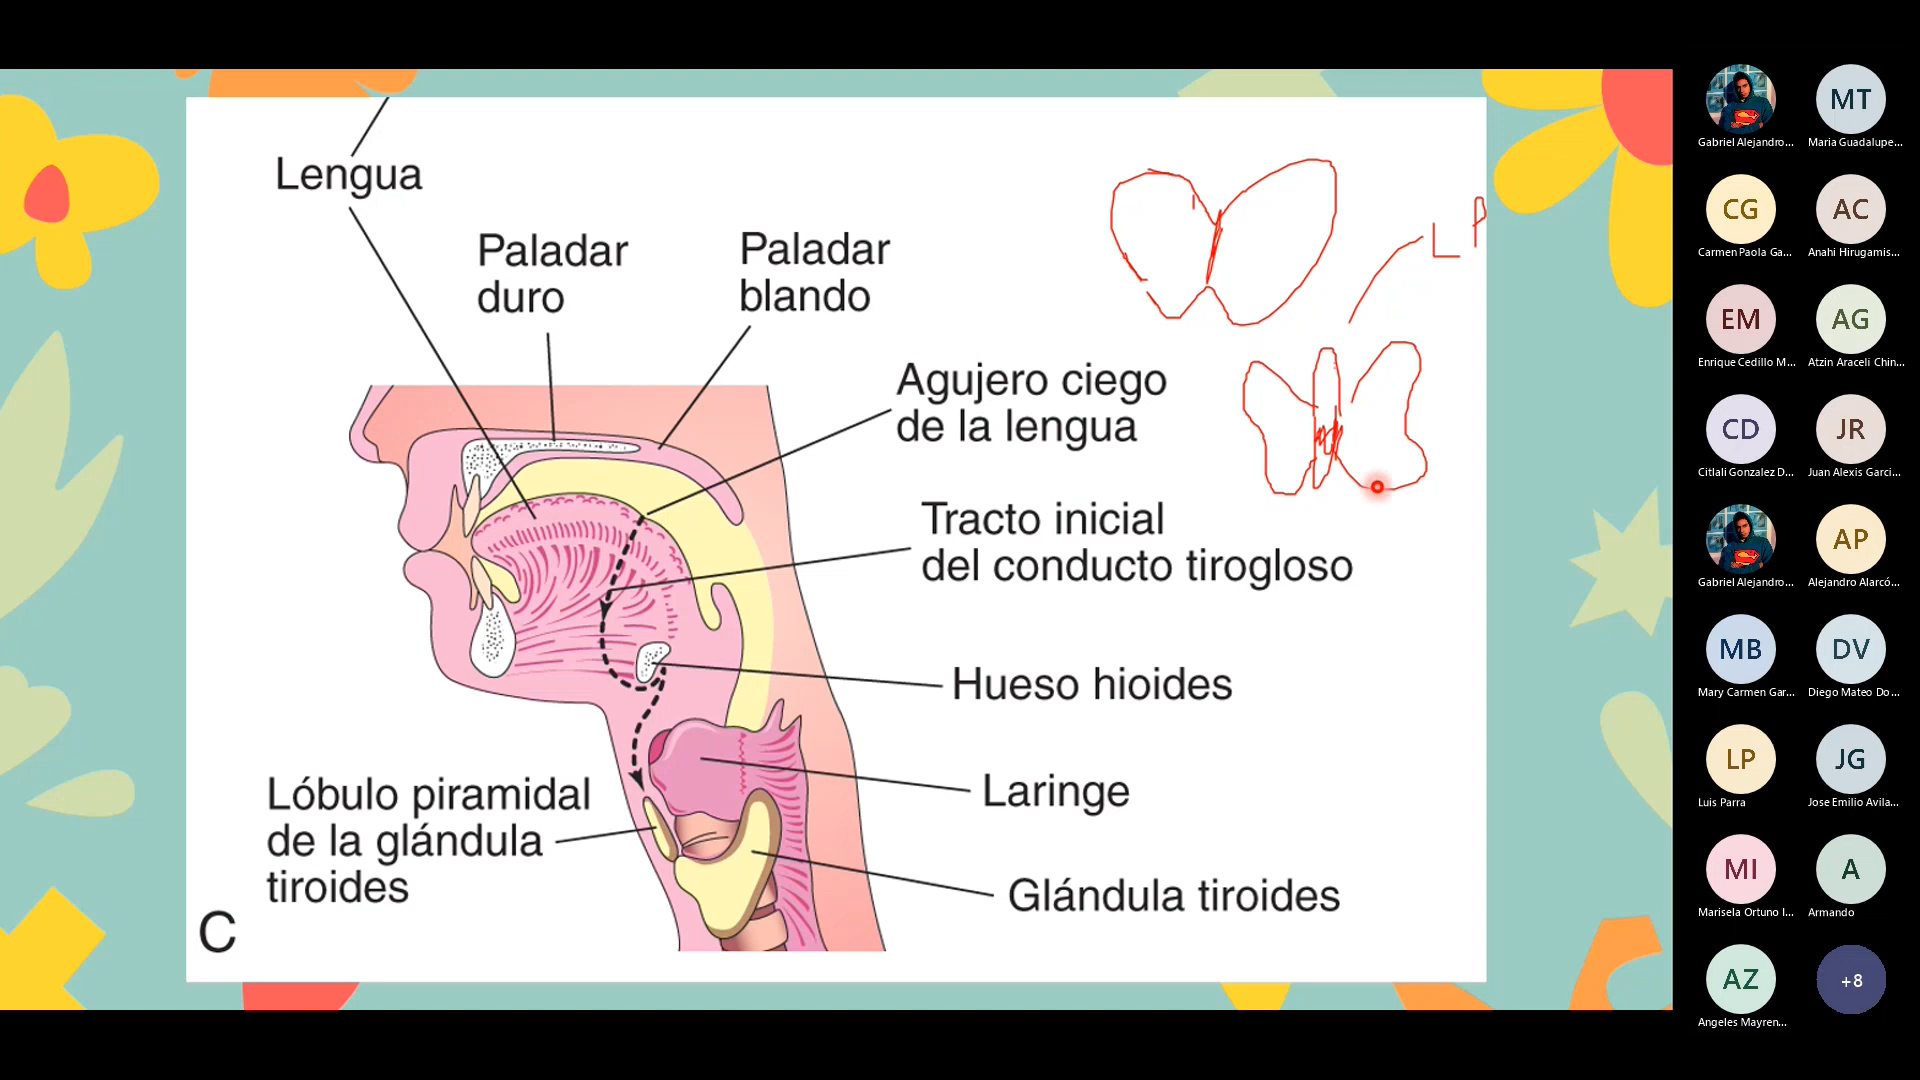 Lengua
Paladar
duro
Paladar
blando
L P
Agujero ciego
de la lengua
Tracto inicial
del conducto tirogloso
Hueso hioides
Laringe
Lóbulo piramidal
de la glándula
tiroides
Glándula tiroides
C
Gabriel Alejandro...
MT
Maria Guadalupe...
CG
Carmen Paola Ga...
AC
Anahi Hirugamis...
EM
Enrique Cedillo M...
AG
Atzin Araceli Chin...
CD
Citlali Gonzalez D...
JR
Juan Alexis Garci...
Gabriel Alejandro...
AP
Alejandro Alarcó...
MB
Mary Carmen Gar...
DV
Diego Mateo Do...
LP
Luis Parra
JG
Jose Emilio Avila...
MI
Marisela Ortuno I...
A
Armando
AZ
Angeles Mayren...
+8